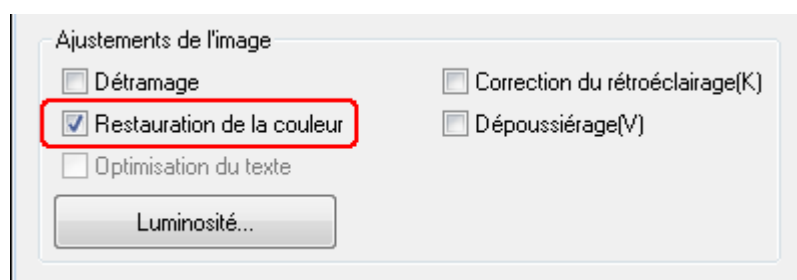 Ajustements de l'image
Détramage
Correction du rétroéclairage(K)
Restauration de la couleur
Dépoussiérage(V)
Optimisation du texte
Luminosité...